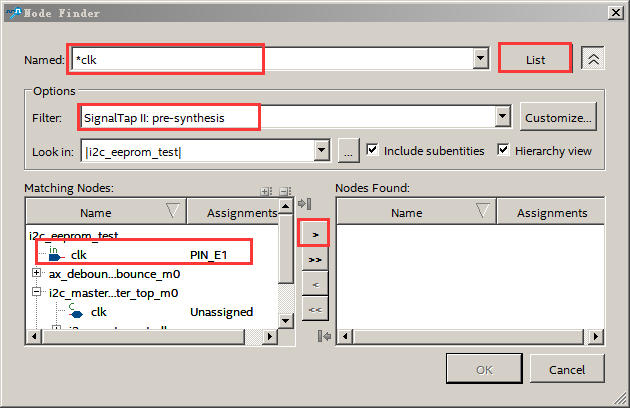 Node Finder
Named: *clk List
Options
Filter: SignalTap II: pre-synthesis Customize...
Look in: |i2c_eeprom_test| ... Include subentities Hierarchy view
Matching Nodes: Nodes Found:
Name Assignments Name Assignments
i2c_eeprom_test
in clk PIN_E1
ax_deboun...bounce_m0
i2c_master...ter_top_m0
C clk Unassigned
>
>>
<
<<
OK Cancel